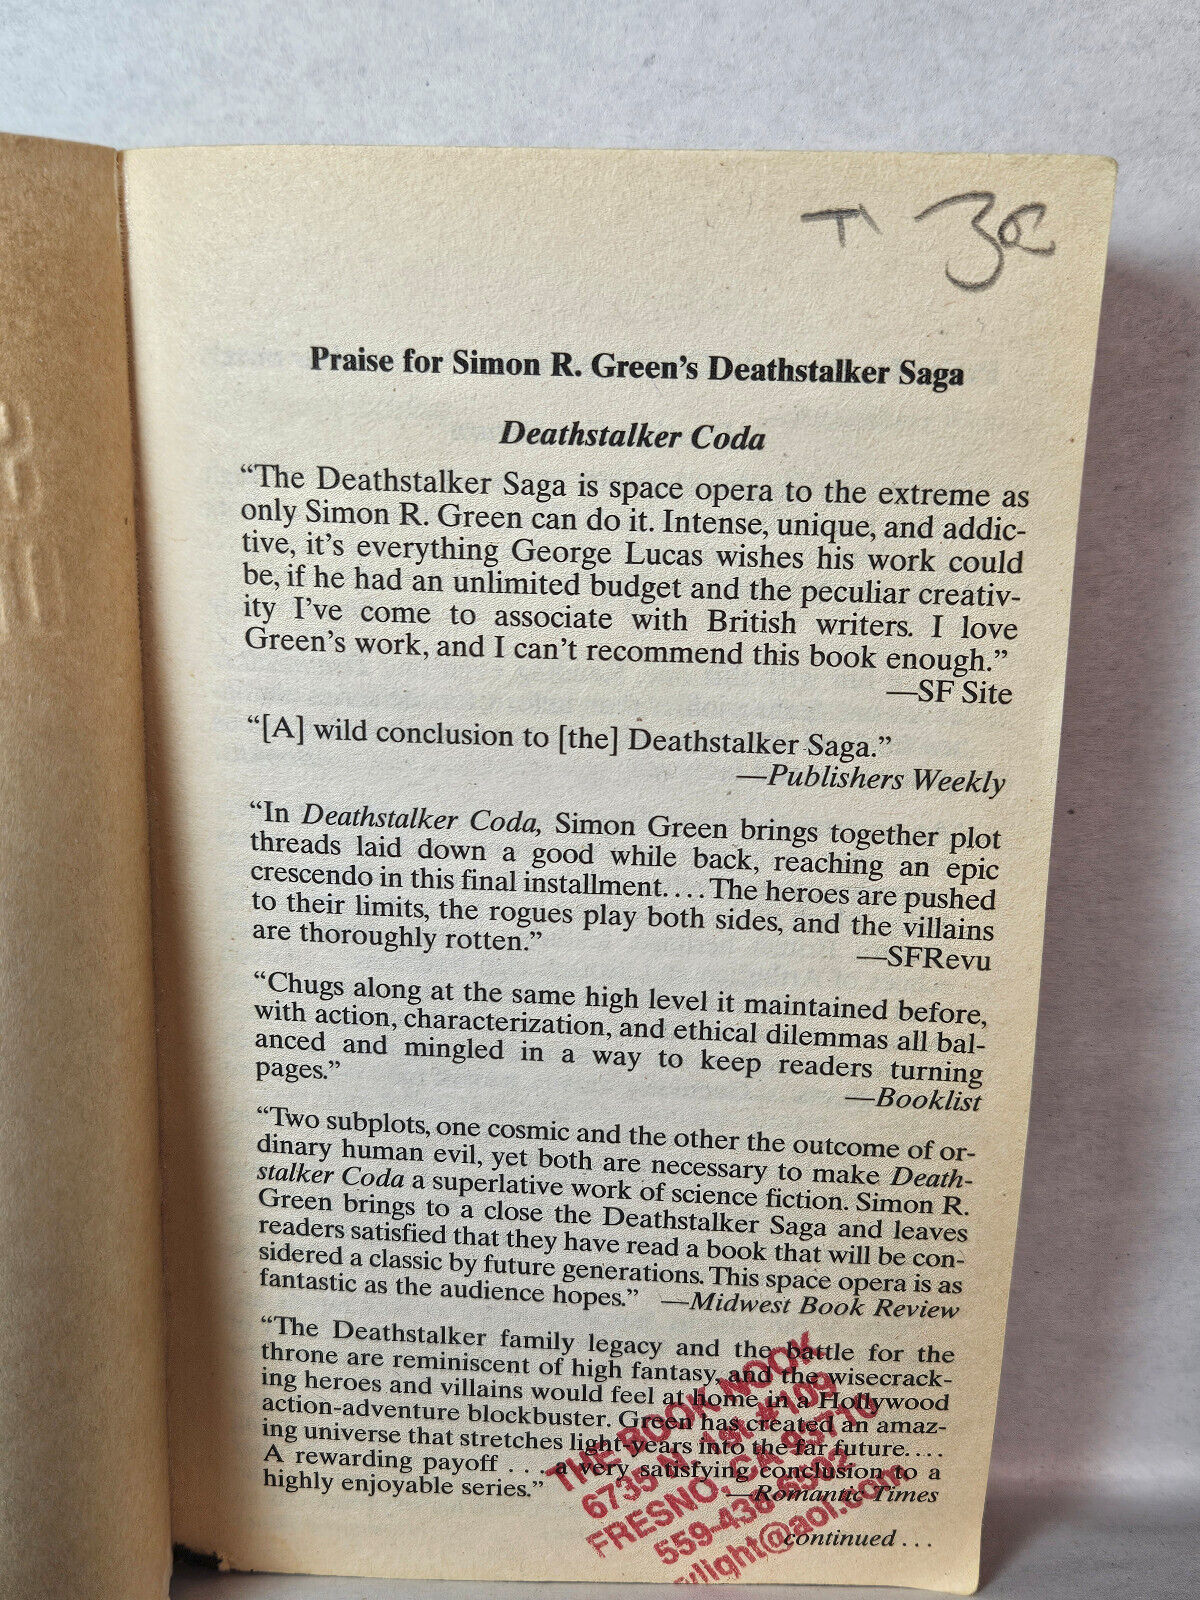 Praise for Simon R. Green's Deathstalker Saga
Deathstalker Coda
“The Deathstalker Saga is space opera to the extreme as
only Simon R. Green can do it. Intense, unique, and addic-
tive, it's everything George Lucas wishes his work could
be, if he had an unlimited budget and the peculiar creativ-
ity I've come to associate with British writers. I love
Green's work, and I can't recommend this book enough.”
—SF Site
“[A] wild conclusion to [the] Deathstalker Saga.”
—Publishers Weekly
“In Deathstalker Coda, Simon Green brings together plot
threads laid down a good while back, reaching an epic
crescendo in this final installment. . . . The heroes are pushed
to their limits, the rogues play both sides, and the villains
are thoroughly rotten.”
—SFRevu
“Chugs along at the same high level it maintained before,
with action, characterization, and ethical dilemmas all bal-
anced and mingled in a way to keep readers turning
pages.”
—Booklist
“Two subplots, one cosmic and the other the outcome of or-
dinary human evil, yet both are necessary to make Death-
stalker Coda a superlative work of science fiction. Simon R.
Green brings to a close the Deathstalker Saga and leaves
readers satisfied that they have read a book that will be con-
sidered a classic by future generations. This space opera is as
fantastic as the audience hopes.” —Midwest Book Review
“The Deathstalker family legacy and the battle for the
throne are reminiscent of high fantasy, and the wisecrack-
ing heroes and villains would feel at home in a Hollywood
action-adventure blockbuster. Green has created an amaz-
ing universe that stretches light-years into the far future. . . .
A rewarding payoff . . . a very satisfying conclusion to a
highly enjoyable series.” —Romantic Times
continued . . .
THE BOOK NOOK
6735 N. 1st #109
FRESNO, CA 93710